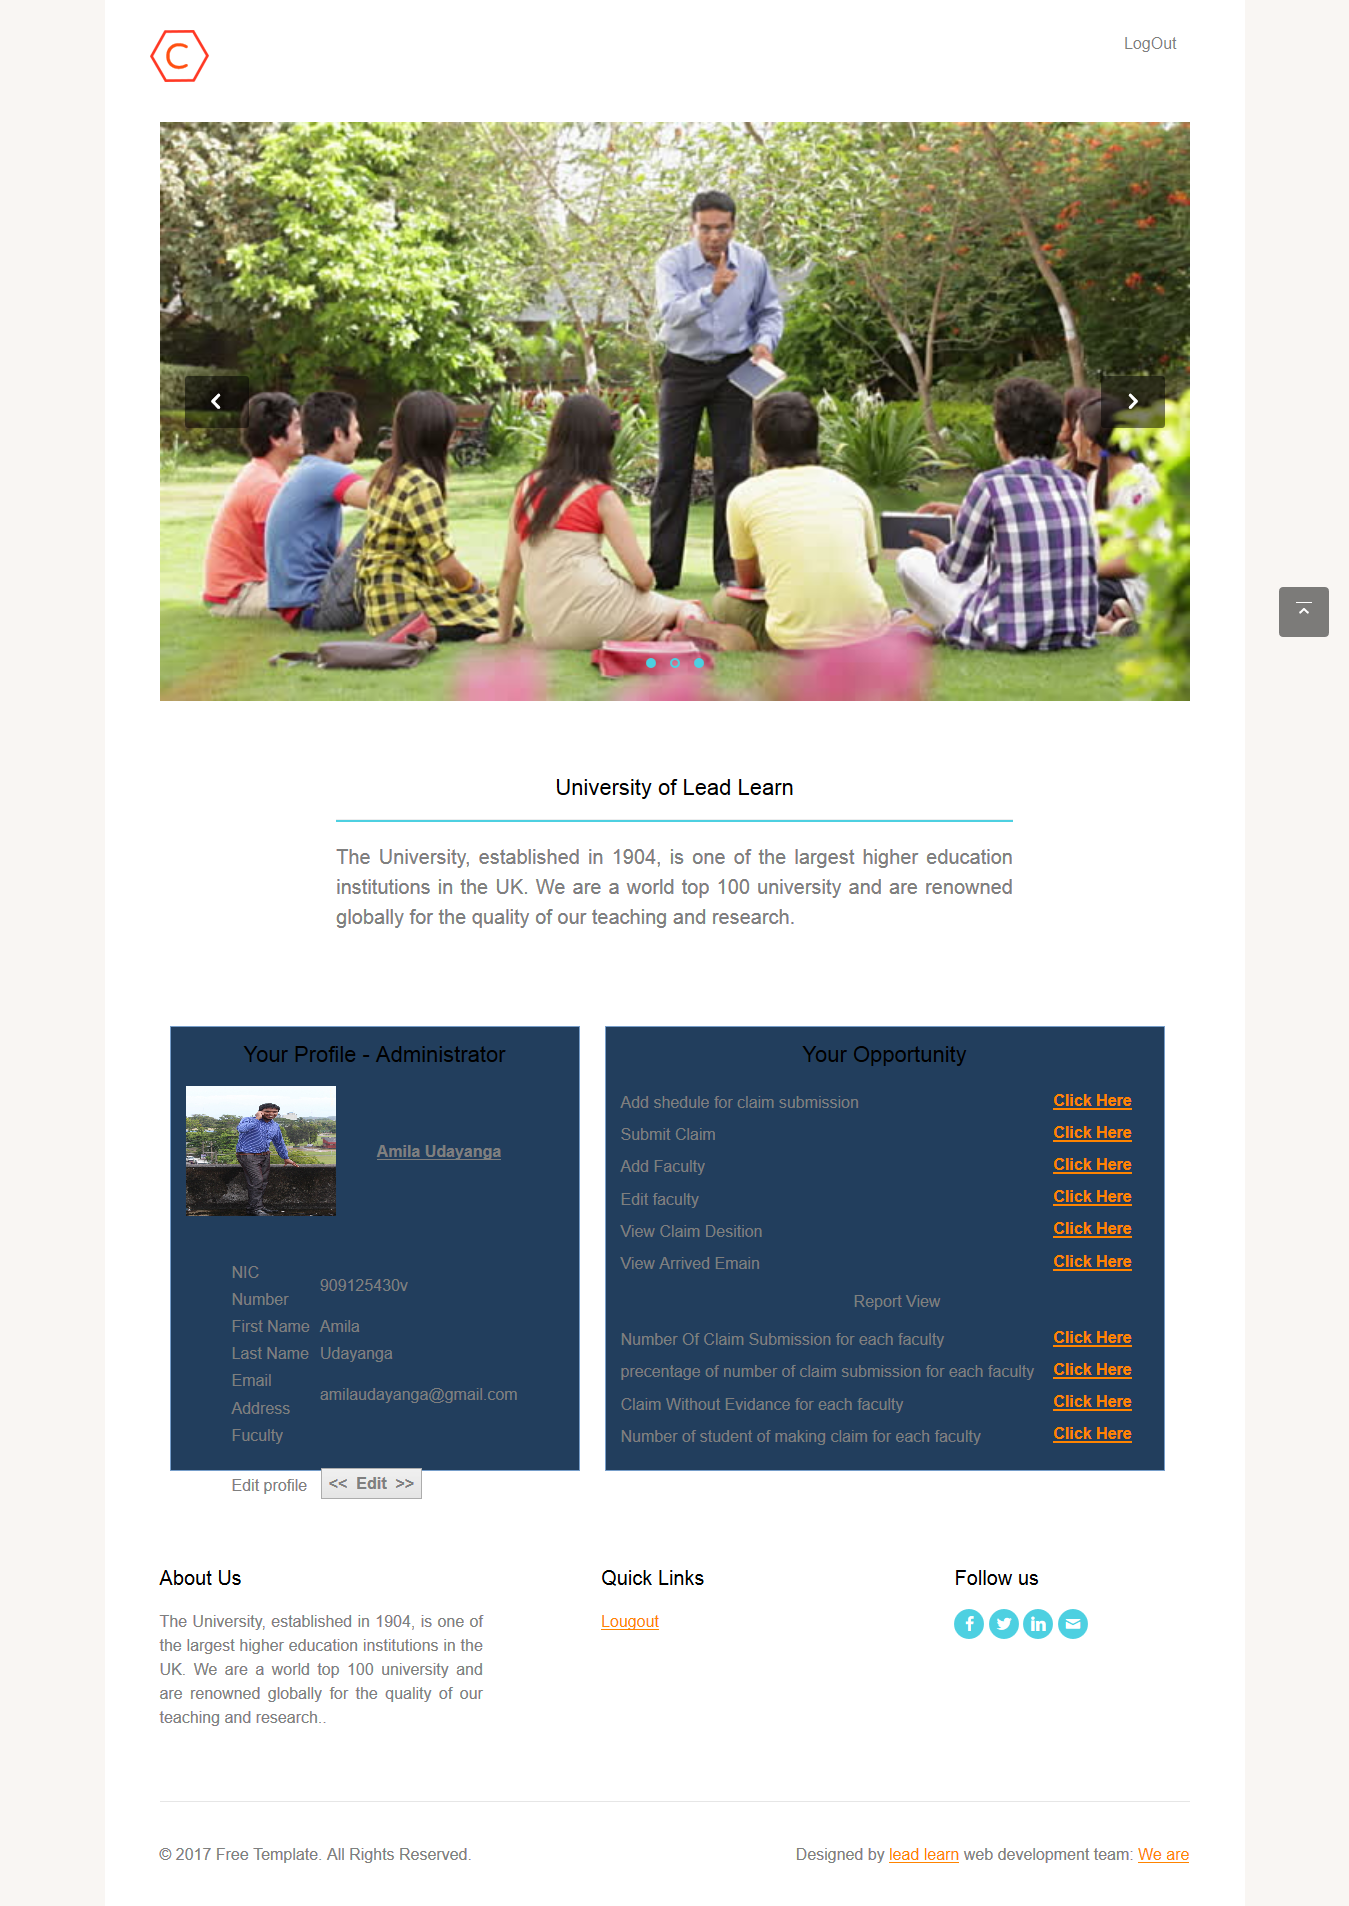 C
LogOut
University of Lead Learn
The University, established in 1904, is one of the largest higher education
institutions in the UK. We are a world top 100 university and are renowned
globally for the quality of our teaching and research.
Your Profile - Administrator
Amila Udayanga
NIC
Number
909125430v
First Name Amila
Last Name Udayanga
Email
Address
amilaudayanga@gmail.com
Fuculty
Edit profile << Edit >>
Your Opportunity
Add shedule for claim submission Click Here
Submit Claim Click Here
Add Faculty Click Here
Edit faculty Click Here
View Claim Desition Click Here
View Arrived Emain Click Here
Report View
Number Of Claim Submission for each faculty Click Here
precentage of number of claim submission for each faculty Click Here
Claim Without Evidance for each faculty Click Here
Number of student of making claim for each faculty Click Here
About Us
The University, established in 1904, is one of
the largest higher education institutions in the
UK. We are a world top 100 university and
are renowned globally for the quality of our
teaching and research..
Quick Links
Lougout
Follow us
© 2017 Free Template. All Rights Reserved.
Designed by lead learn web development team: We are